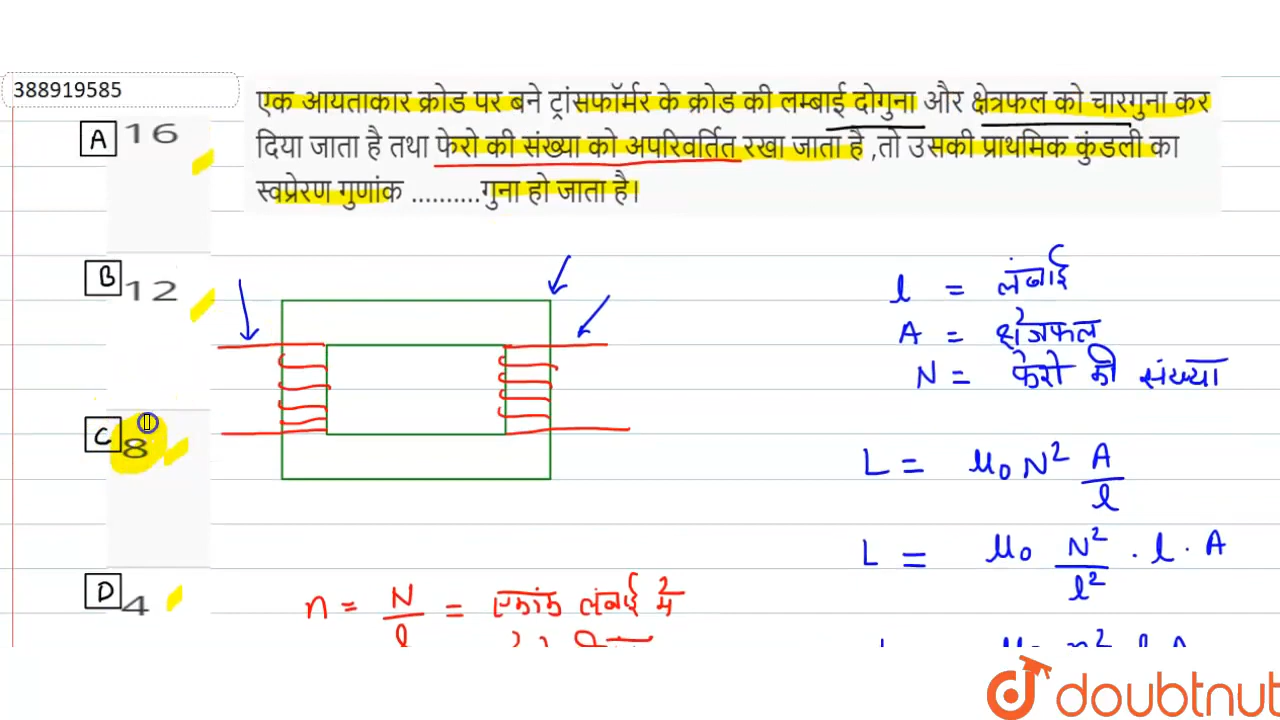 388919585
एक आयताकार क्रोड पर बने ट्रांसफॉर्मर के क्रोड की लम्बाई दोगुना और क्षेत्रफल को चारगुना कर
दिया जाता है तथा फेरो की संख्या को अपरिवर्तित रखा जाता है ,तो उसकी प्राथमिक कुंडली का
स्वप्रेरण गुणांक ..........गुना हो जाता है।
A 16
B 12
C 8
D 4
l = लंबाई
A = क्षेत्रफल
N = फेरो की संख्या
L = μ₀ N² A/l
L = μ₀ N²/l² . l . A
n = N/l = एकांक लंबाई
doubtnut